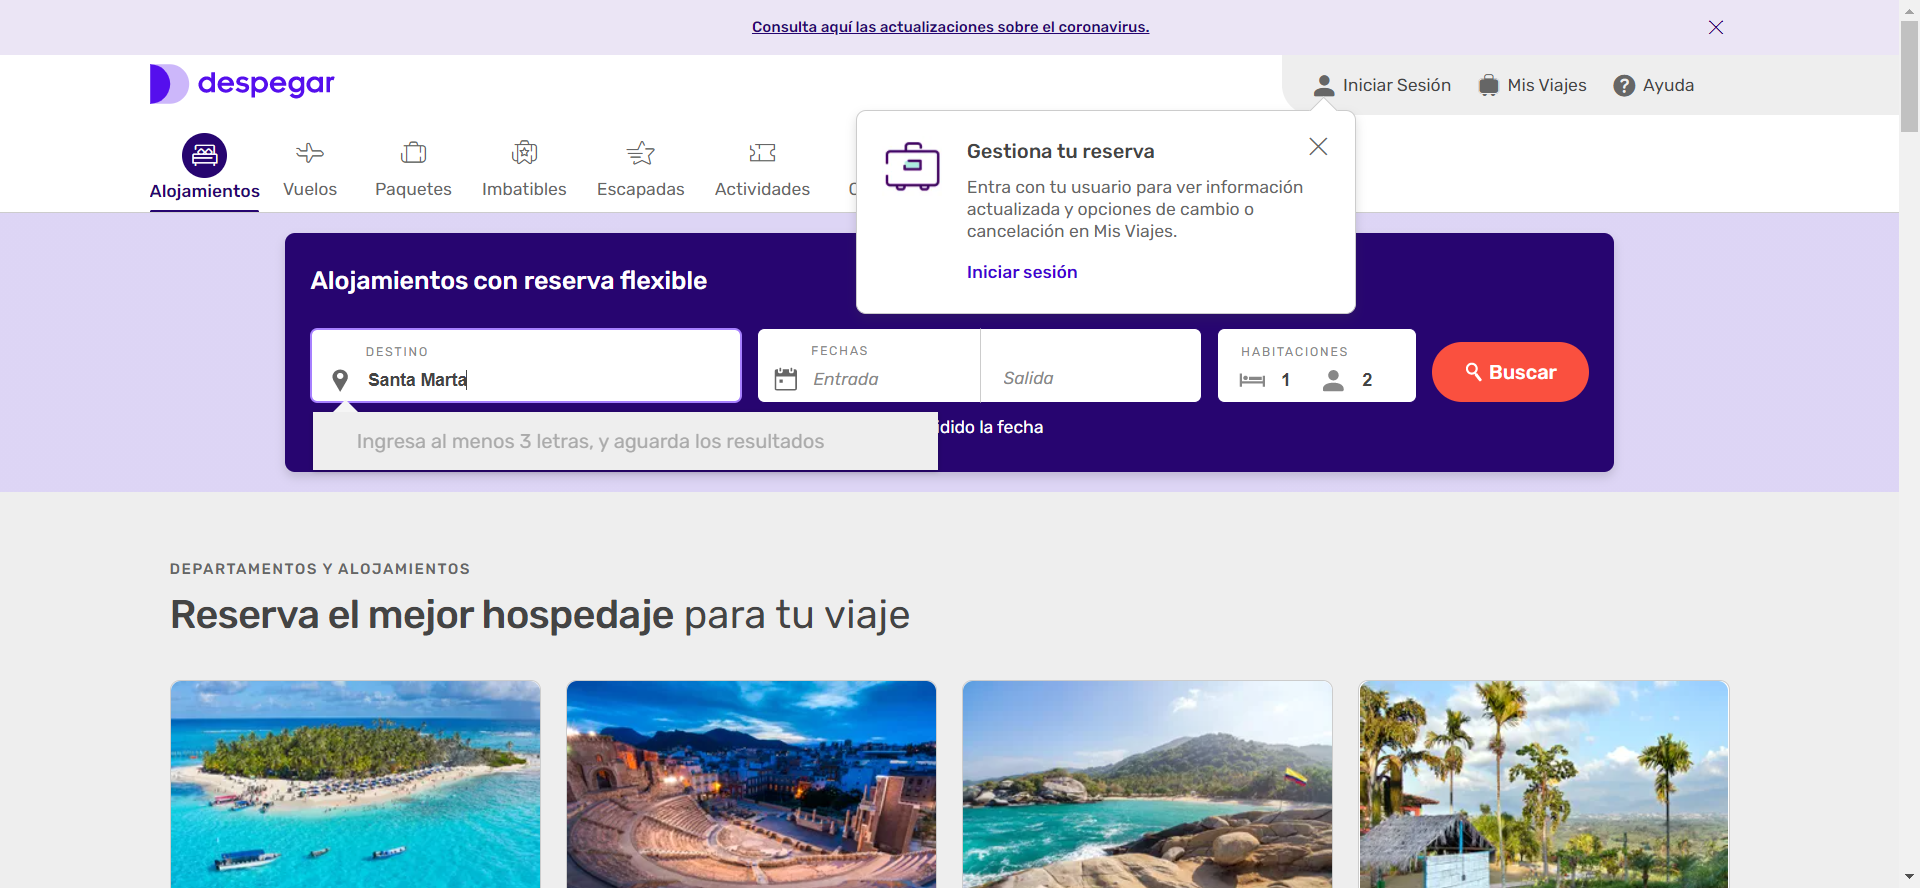 Consulta aquí las actualizaciones sobre el coronavirus.
despegar
Iniciar Sesión
Mis Viajes
Ayuda
Alojamientos
Vuelos
Paquetes
Imbatibles
Escapadas
Actividades
Gestiona tu reserva
Entra con tu usuario para ver información
actualizada y opciones de cambio o
cancelación en Mis Viajes.
Iniciar sesión
Alojamientos con reserva flexible
DESTINO
Santa Marta
FECHAS
Entrada
Salida
HABITACIONES
1
2
Buscar
Ingresa al menos 3 letras, y aguarda los resultados
idido la fecha
DEPARTAMENTOS Y ALOJAMIENTOS
Reserva el mejor hospedaje para tu viaje